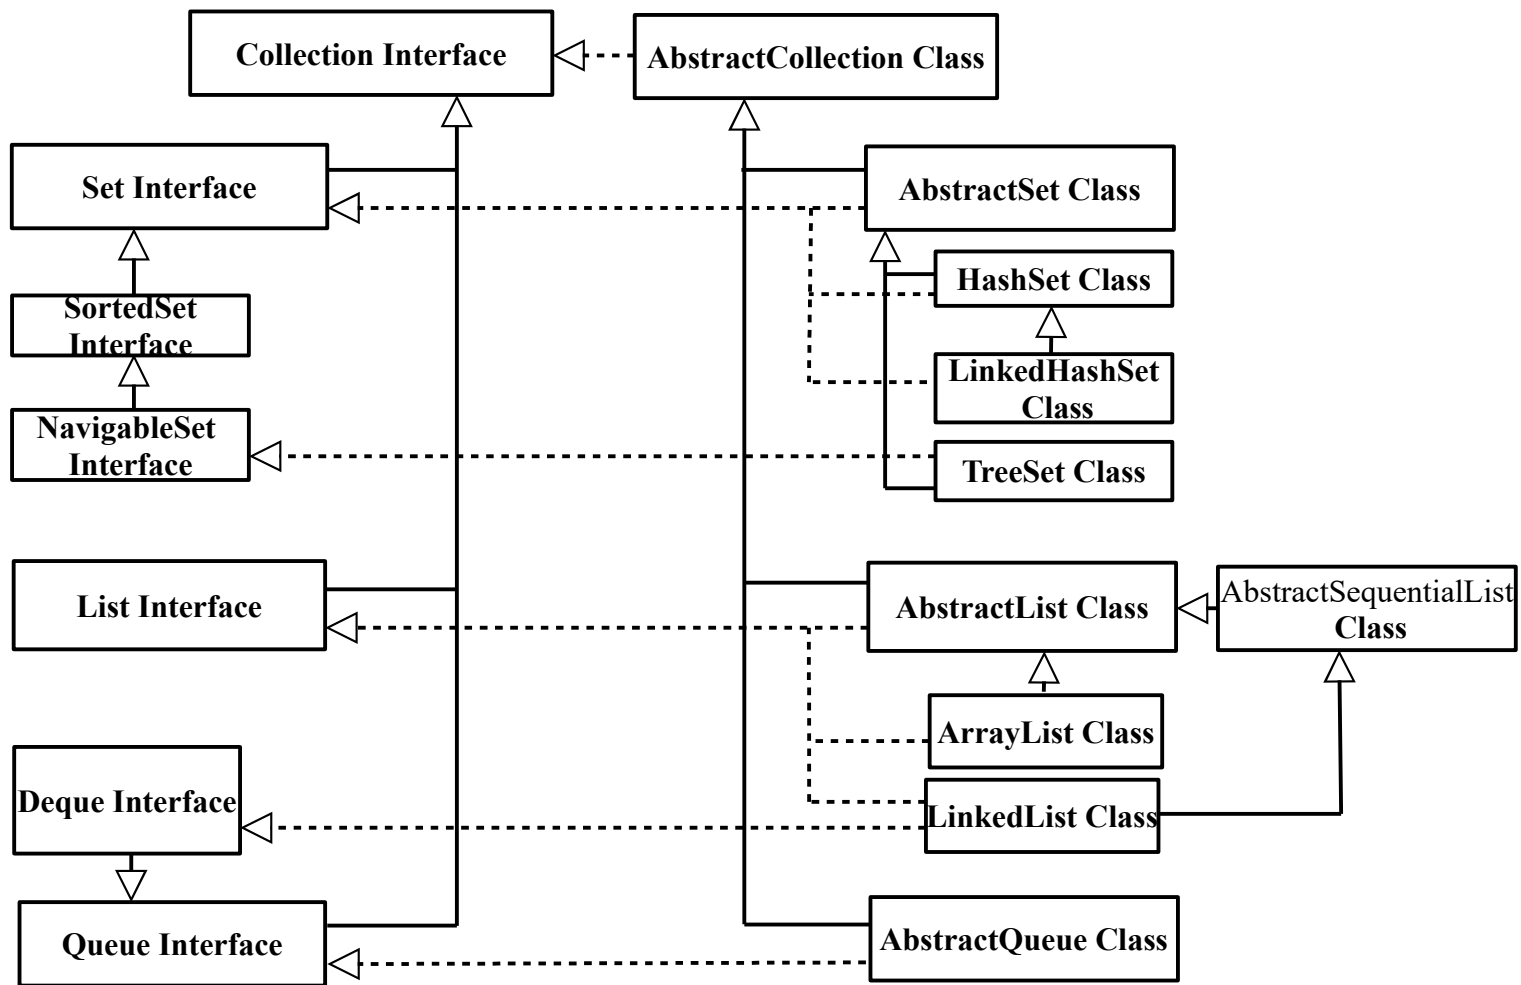 Collection Interface
AbstractCollection Class
Set Interface
AbstractSet Class
HashSet Class
SortedSet
Interface
LinkedHashSet
Class
NavigableSet
Interface
TreeSet Class
List Interface
AbstractList Class
AbstractSequentialList
Class
ArrayList Class
Deque Interface
LinkedList Class
Queue Interface
AbstractQueue Class